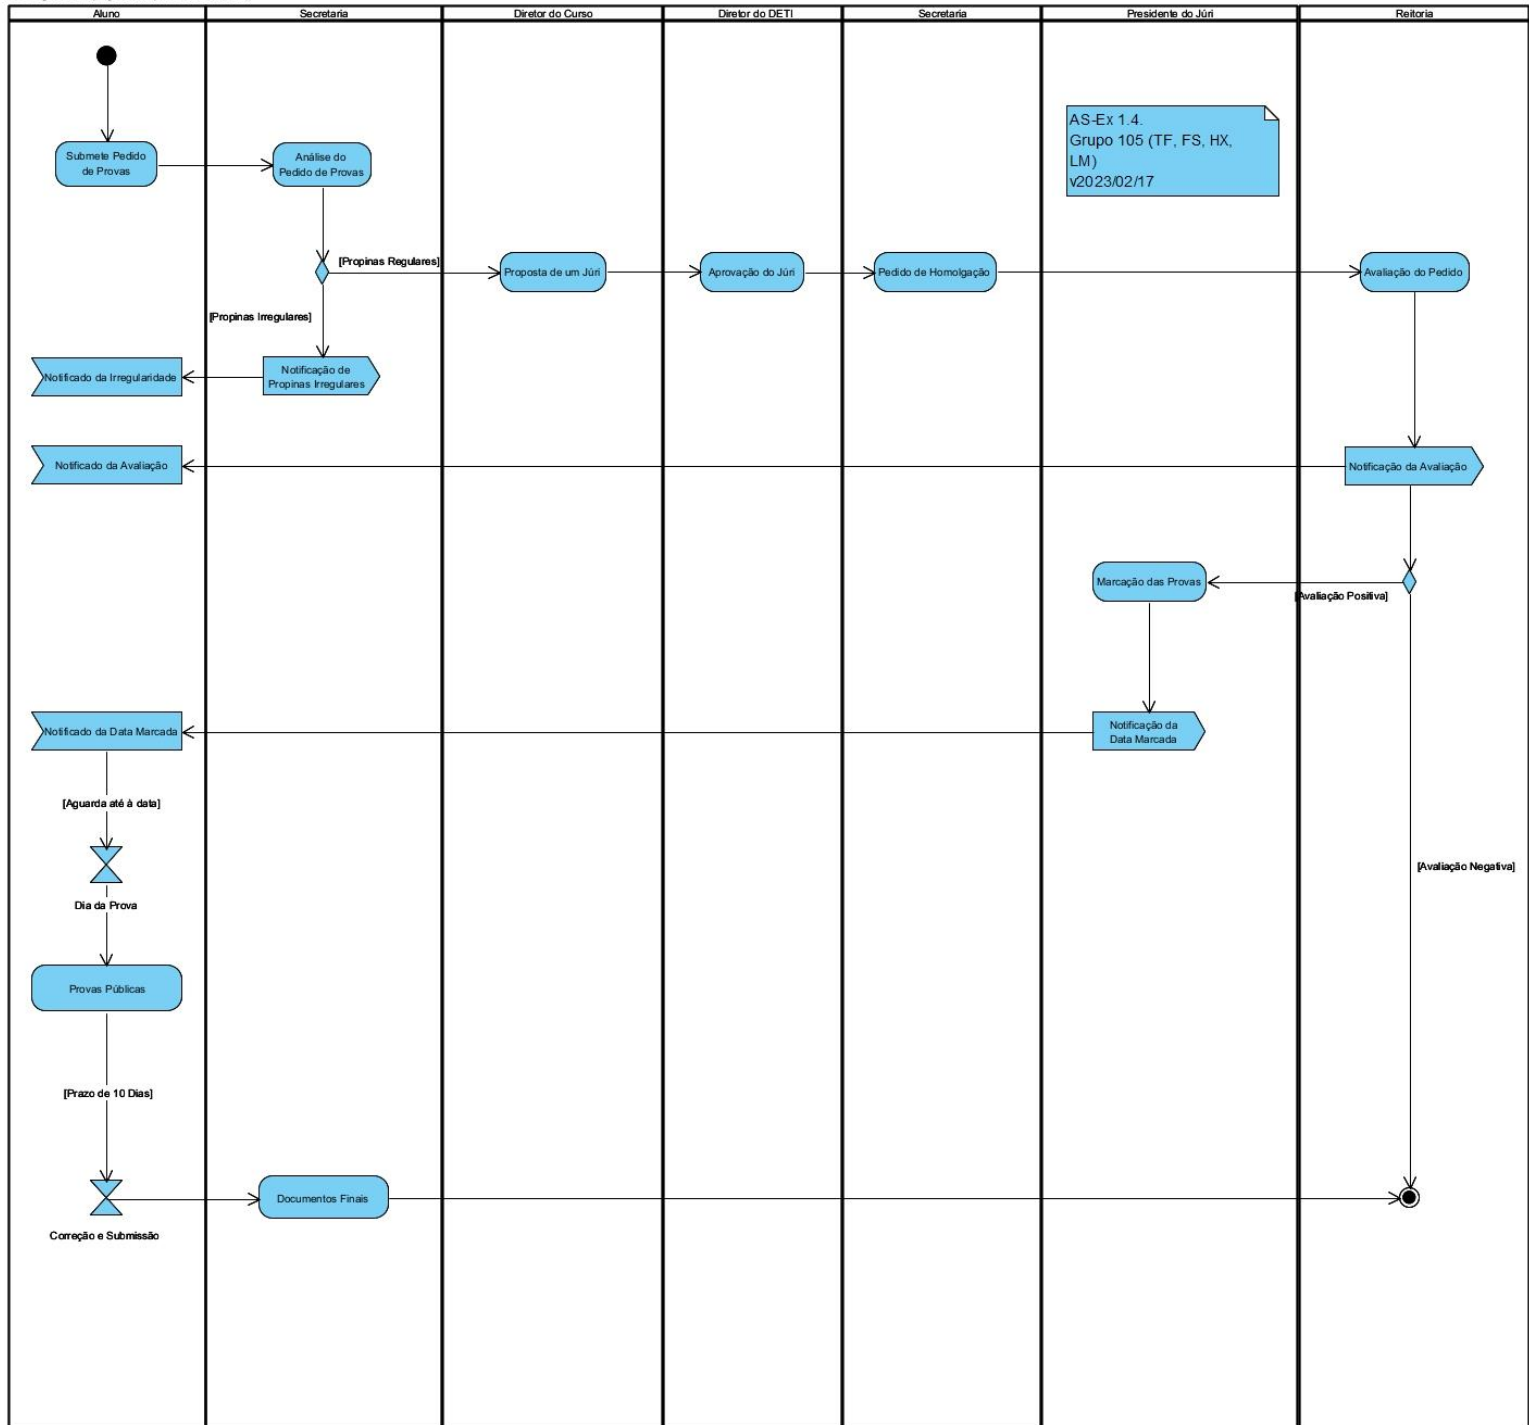 Aluno
Secretaria
Diretor do Curso
Diretor do DETI
Secretaria
Presidente do Júri
Reitoria
AS-Ex 1.4.
Grupo 105 (TF, FS, HX,
LM)
v2023/02/17
Submete Pedido
de Provas
Análise do
Pedido de Provas
[Propinas Regulares]
Proposta de um Júri
Aprovação do Júri
Pedido de Homolgação
Avaliação do Pedido
[Propinas Irregulares]
Notificado da Irregularidade
Notificação de
Propinas Irregulares
Notificado da Avaliação
Notificação da Avaliação
Marcação das Provas
[Avaliação Positiva]
Notificado da Data Marcada
Notificação da
Data Marcada
[Aguarda até à data]
[Avaliação Negativa]
Dia da Prova
Provas Públicas
[Prazo de 10 Dias]
Documentos Finais
Correção e Submissão